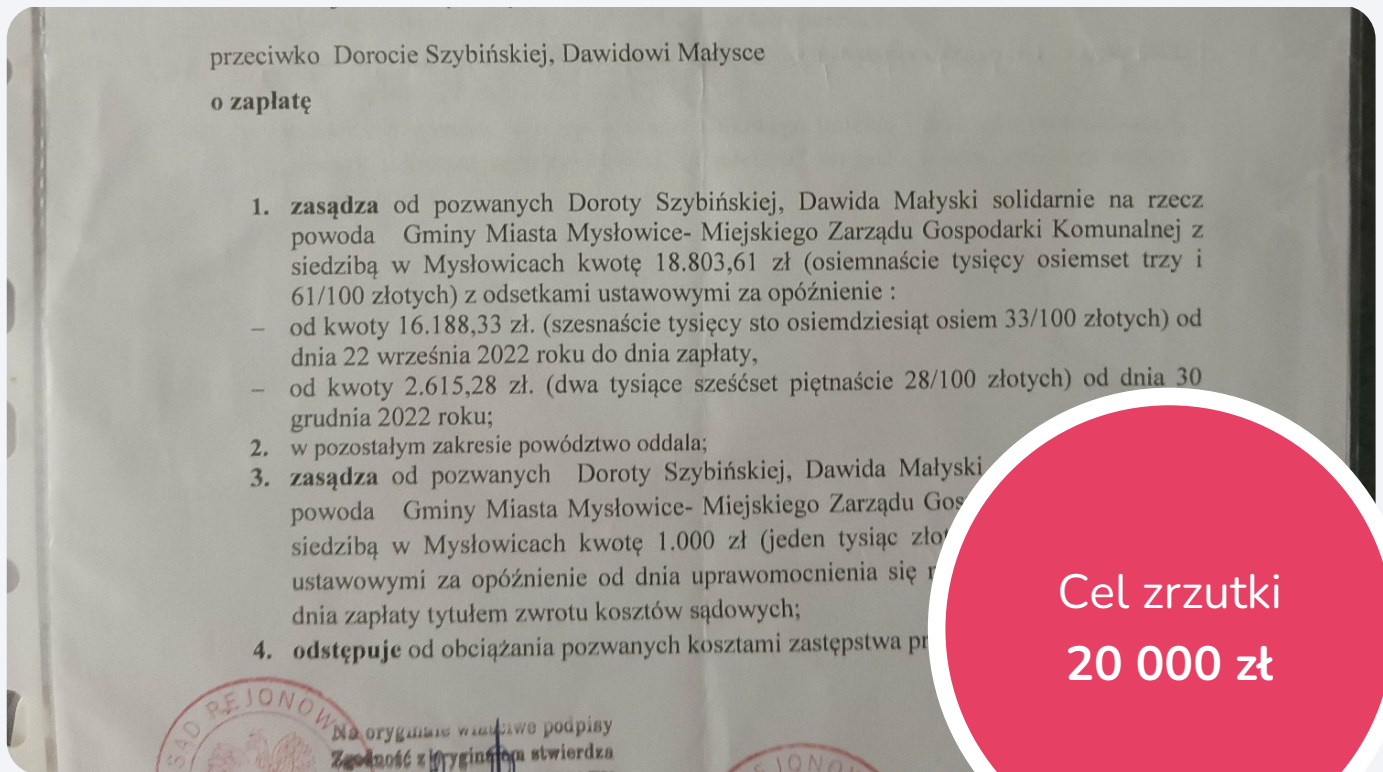 przeciwko Dorocie Szybińskiej, Dawidowi Małysce
o zapłatę
1. zasądza od pozwanych Doroty Szybińskiej, Dawida Małyski solidarnie na rzecz
powoda Gminy Miasta Mysłowice- Miejskiego Zarządu Gospodarki Komunalnej z
siedzibą w Mysłowicach kwotę 18.803,61 zł (osiemnaście tysięcy osiemset trzy i
61/100 złotych) z odsetkami ustawowymi za opóźnienie :
– od kwoty 16.188,33 zł. (szesnaście tysięcy sto osiemdziesiąt osiem 33/100 złotych) od
dnia 22 września 2022 roku do dnia zapłaty,
– od kwoty 2.615,28 zł. (dwa tysiące sześćset piętnaście 28/100 złotych) od dnia 30
grudnia 2022 roku;
2. w pozostałym zakresie powództwo oddala;
3. zasądza od pozwanych Doroty Szybińskiej, Dawida Małyski
powoda Gminy Miasta Mysłowice- Miejskiego Zarządu
siedzibą w Mysłowicach kwotę 1.000 zł (jeden tysiąc
ustawowymi za opóźnienie od dnia uprawomocnienia się
dnia zapłaty tytułem zwrotu kosztów sądowych;
4. odstępuje od obciążania pozwanych kosztami zastępstwa
Cel zrzutki
20 000 zł
SĄD REJONOW
Na oryginale właściwe podpisy
Zgodność z oryginałem stwierdza